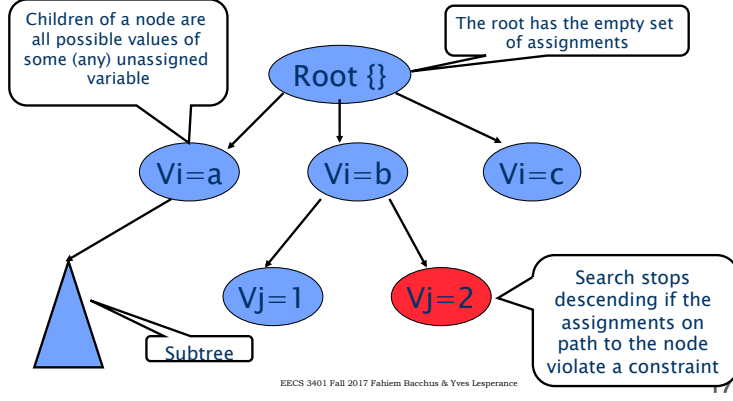 Children of a node are
all possible values of
some (any) unassigned
variable
The root has the empty set
of assignments
Root {}
Vi=a
Vi=b
Vi=c
Vj=1
Vj=2
Search stops
descending if the
assignments on
path to the node
violate a constraint
Subtree
EECS 3401 Fall 2017 Fahiem Bacchus & Yves Lesperance